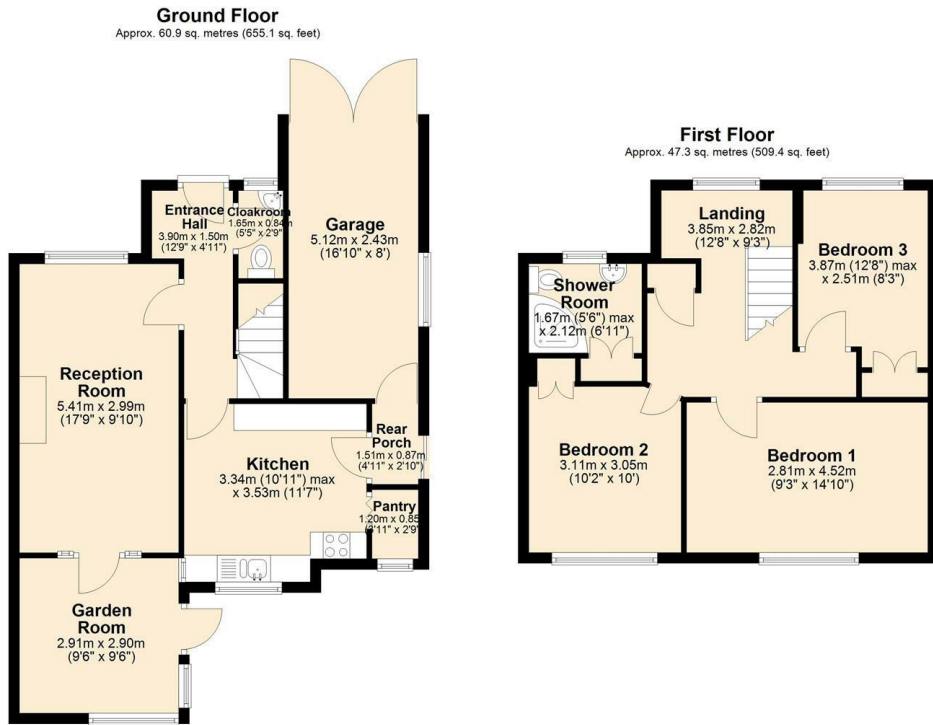 Ground Floor
Approx. 60.9 sq. metres (655.1 sq. feet)
Entrance
Hall
3.90m x 1.50m
(12'9" x 4'11")
Cloakroom
1.65m x 0.84m
(5'5" x 2'9")
Garage
5.12m x 2.43m
(16'10" x 8')
Reception
Room
5.41m x 2.99m
(17'9" x 9'10")
Kitchen
3.34m (10'11") max
x 3.53m (11'7")
Rear
Porch
1.51m x 0.87m
(4'11" x 2'10")
Pantry
1.20m x 0.85
(3'11" x 2'9"
Garden
Room
2.91m x 2.90m
(9'6" x 9'6")
First Floor
Approx. 47.3 sq. metres (509.4 sq. feet)
Landing
3.85m x 2.82m
(12'8" x 9'3")
Bedroom 3
3.87m (12'8") max
x 2.51m (8'3")
Shower
Room
1.67m (5'6") max
x 2.12m (6'11")
Bedroom 2
3.11m x 3.05m
(10'2" x 10')
Bedroom 1
2.81m x 4.52m
(9'3" x 14'10")